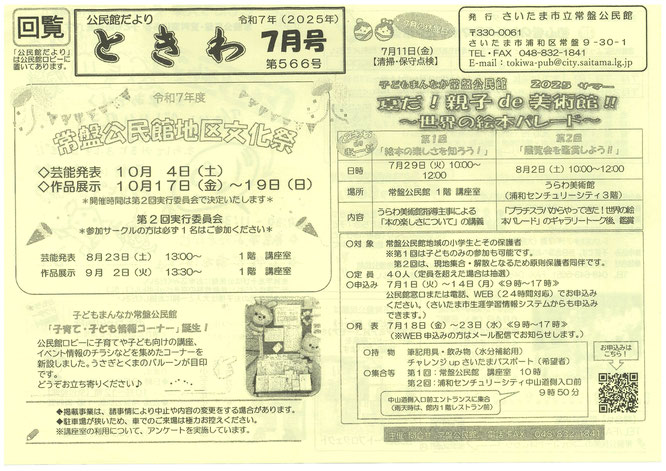 回覧
「公民館だより」
は公民館ロビーに
置いてあります。
公民館だより
令和7年（2025年）
ときわ
7月号
第566号
7月11日(金)
【清掃・保守点検】
発行 さいたま市立常盤公民館
〒330-0061
さいたま市浦和区常盤9-30-1
TEL・FAX 048-832-1841
E-mail：tokiwa-pub@city.saitama.lg.jp
令和7年度
常盤公民館地区文化祭
◇芸能発表 10月 4日（土）
◇作品展示 10月17日（金）～19日（日）
*開催時間は第2回実行委員会で決定いたします*
第2回実行委員会
*参加サークルの方は必ず1名はご参加ください*
芸能発表 8月23日（土） 13:00～ 1階 講座室
作品展示 9月 2日（火） 13:30～ 1階 講座室
子どもまんなか常盤公民館
「子育て・子ども情報コーナー」誕生！
公民館ロビーに子育てや子ども向けの講座、
イベント情報のチラシなどを集めたコーナーを
新設しました。うさぎとくまのバルーンが目印
です。
どうぞお立ち寄りください♪
◆掲載事業は、諸事情により中止や内容の変更をする場合があります。
◆駐車場が狭いため、車でのご来場は極力お控えください。
※講座室の利用について、アンケートを実施しています。
子どもまんなか常盤公民館 2025 サマー
夏だ！親子de美術館!!
～世界の絵本パレード～
第1回
「絵本の楽しさを知ろう！」
第2回
「展覧会を鑑賞しよう!!」
日時
7月29日（火）10:00～
12:00
8月2日（土）10:00～12:00
場所
常盤公民館 1階 講座室
うらわ美術館
（浦和センチュリーシティ3階）
内容
うらわ美術館指導主事による
「本の楽しさについて」の講義
「ブラチスラバからやってきた！世界の絵
本パレード」のギャラリートーク後、鑑賞
○対 象 常盤公民館地域の小学生とその保護者
※第1回は子どものみの参加も可能です。
第2回は、現地集合・解散となるため原則保護者同伴です。
○定 員 40人（定員を超えた場合は抽選）
○申込み 7月1日（火）～14日（月）≪9時～17時≫
公民館窓口または電話、WEB（24時間対応）でお申込み
ください。（さいたま市生涯学習情報システムからも申込み
できます。）
○発 表 7月18日（金）～23日（水）≪9時～17時≫
（※WEB申込みの方はメール配信でお知らせします。）
○持 物 筆記用具・飲み物（水分補給用）
チャレンジupさいたまパスポート（希望者）
○集合等 第1回：常盤公民館 講座室 10時
第2回：浦和センチュリーシティ中山道側入口前
9時50分
中山道側入口前エントランスに集合
（雨天時は、館内1階レストラン前）
お申込みは
こちら！